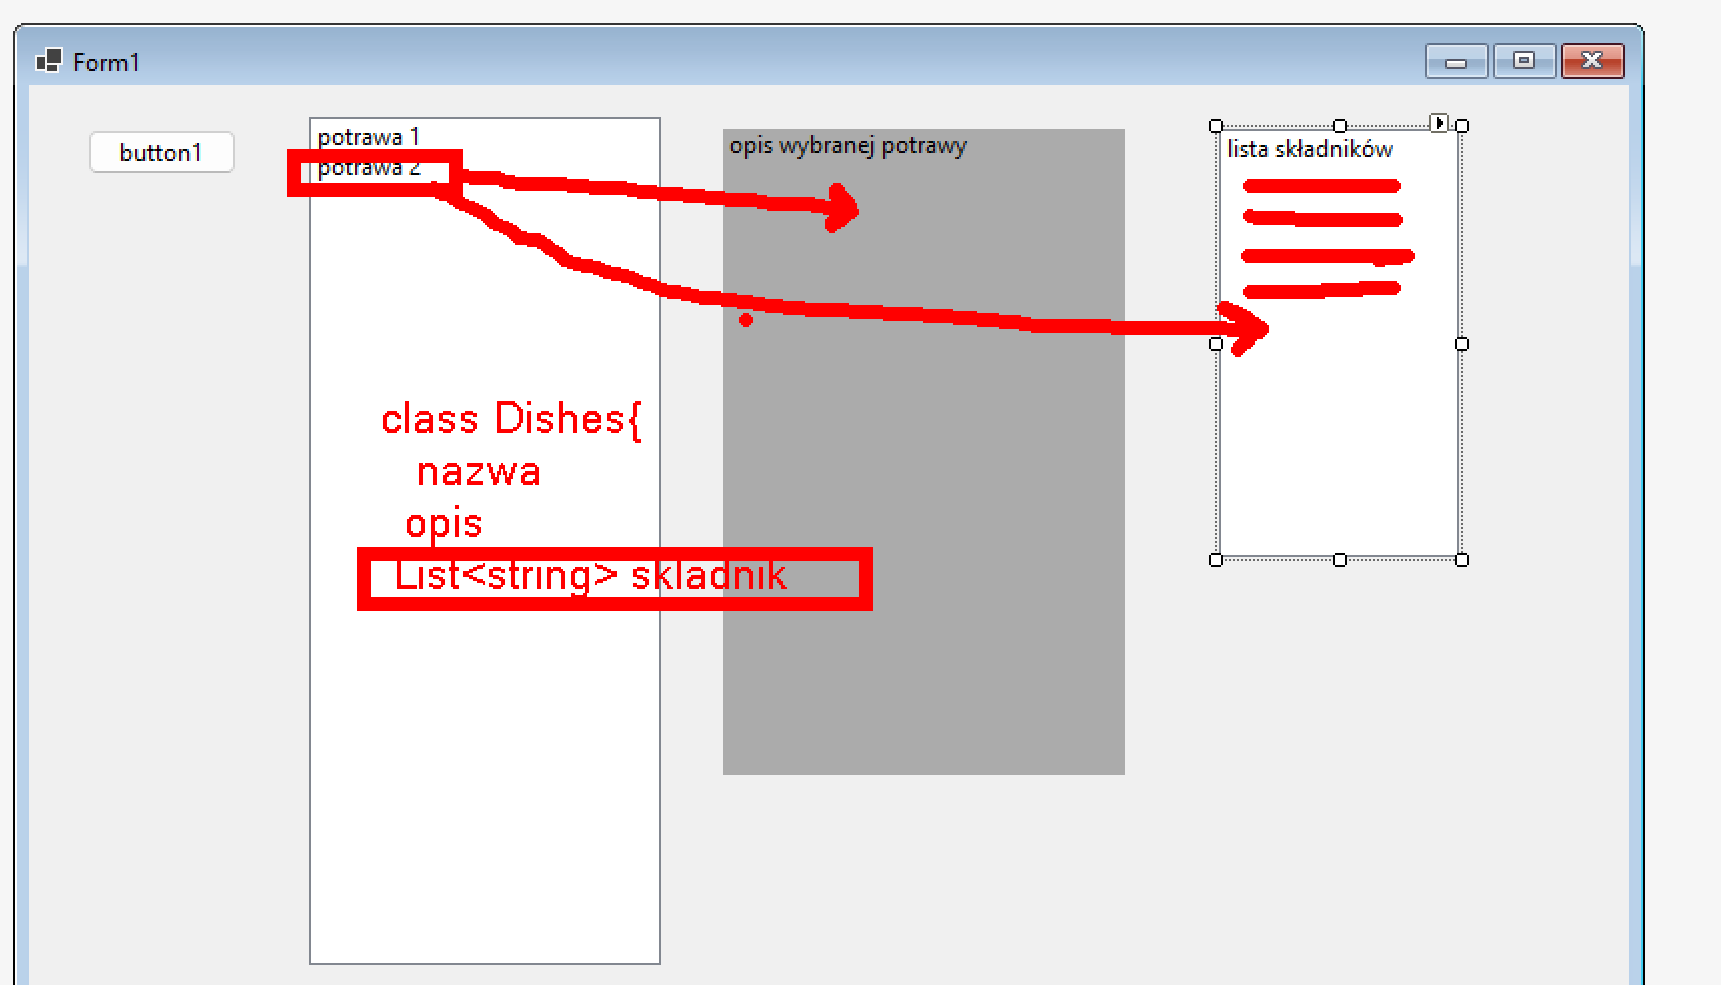 Form1
button1
potrawa 1
potrawa 2
opis wybranej potrawy
lista składników
class Dishes{
nazwa
opis
List<string> skladnik